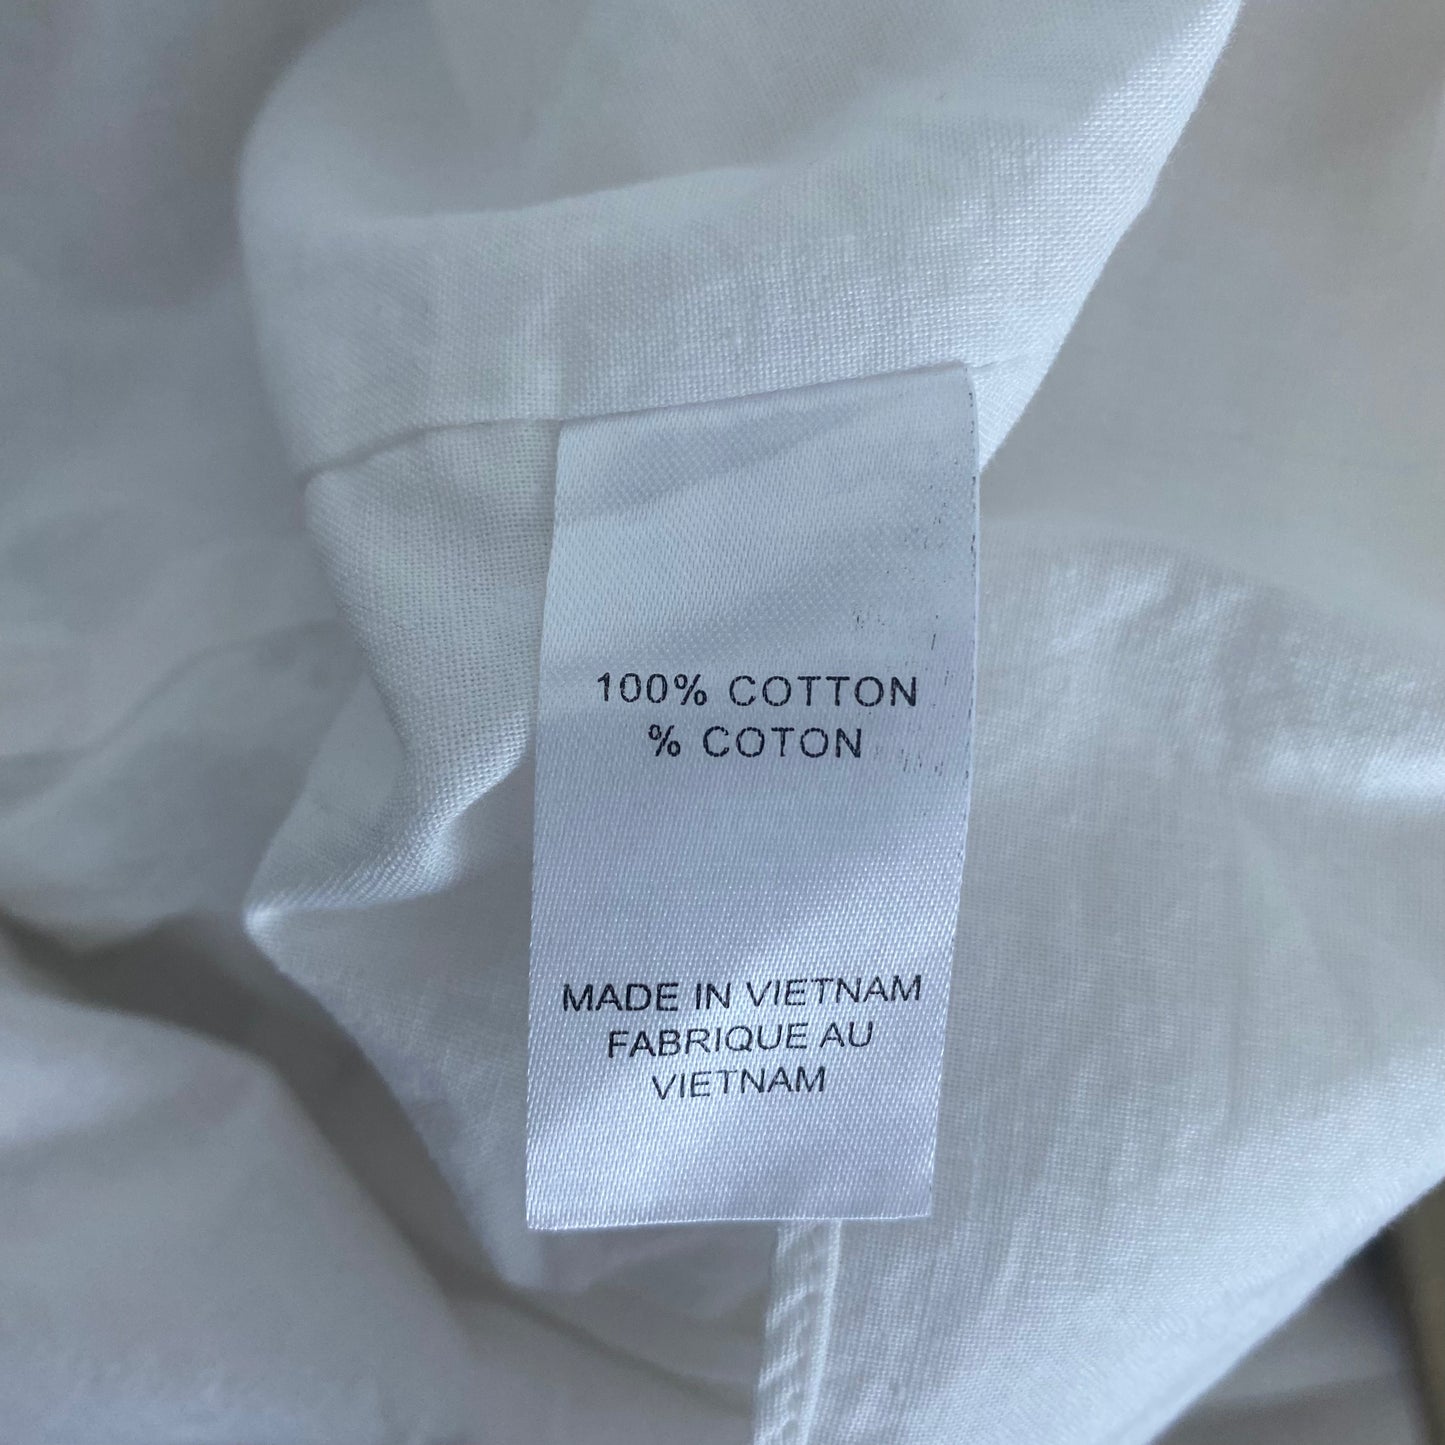 100% COTTON
% COTON
MADE IN VIETNAM
FABRIQUE AU
VIETNAM